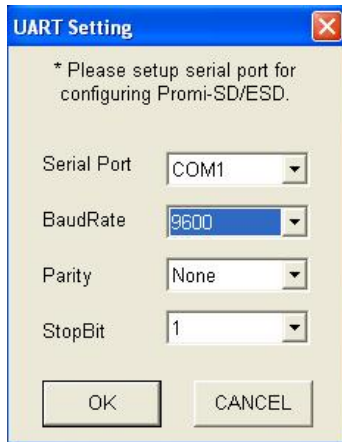 UART Setting
* Please setup serial port for
configuring Promi-SD/ESD.
Serial Port COM1
BaudRate 9600
Parity None
StopBit 1
OK CANCEL